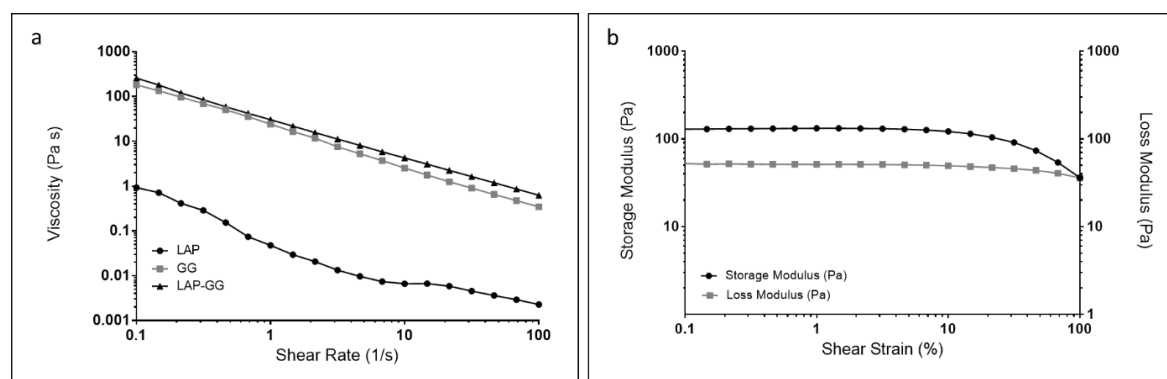 a
1000
100
10
1
0.1
0.01
0.001
Viscosity (Pa s)
LAP
GG
LAP-GG
0.1
1
10
100
Shear Rate (1/s)
b
1000
100
10
1
Storage Modulus (Pa)
Storage Modulus (Pa)
Loss Modulus (Pa)
0.1
1
10
100
Shear Strain (%)
1000
100
10
1
Loss Modulus
(Pa)